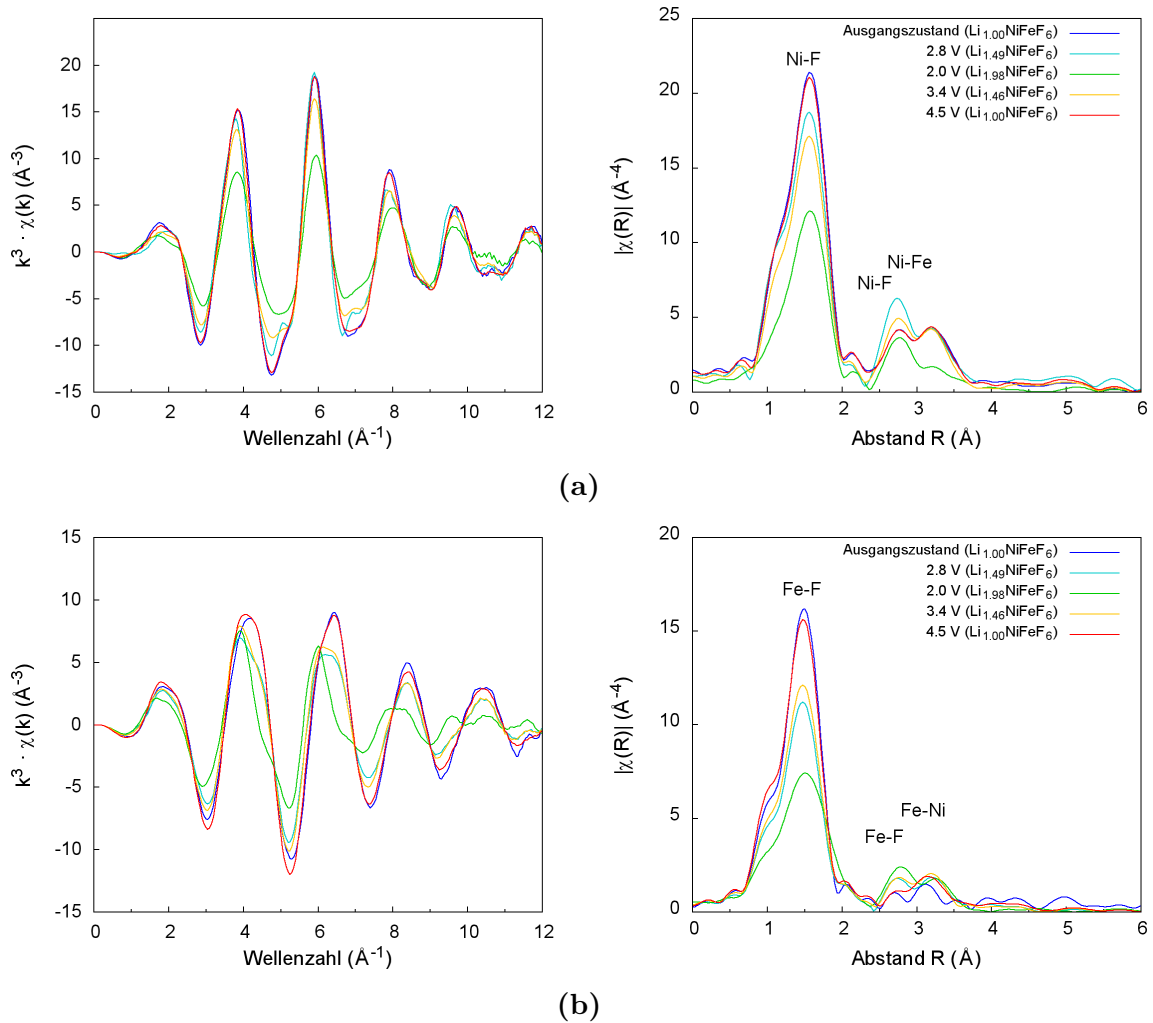 20
15
10
5
0
-5
-10
-15
0 2 4 6 8 10 12
k³ · χ(k) (Å⁻³)
Wellenzahl (Å⁻¹)
25
20
15
10
5
0
0 1 2 3 4 5 6
|χ(R)| (Å⁻⁴)
Abstand R (Å)
Ausgangszustand (Li₁.₀₀NiFeF₆)
2.8 V (Li₁.₄₉NiFeF₆)
2.0 V (Li₁.₉₈NiFeF₆)
3.4 V (Li₁.₄₆NiFeF₆)
4.5 V (Li₁.₀₀NiFeF₆)
Ni-F
Ni-Fe
Ni-F
(a)
15
10
5
0
-5
-10
-15
0 2 4 6 8 10 12
k³ · χ(k) (Å⁻³)
Wellenzahl (Å⁻¹)
20
15
10
5
0
0 1 2 3 4 5 6
|χ(R)| (Å⁻⁴)
Abstand R (Å)
Ausgangszustand (Li₁.₀₀NiFeF₆)
2.8 V (Li₁.₄₉NiFeF₆)
2.0 V (Li₁.₉₈NiFeF₆)
3.4 V (Li₁.₄₆NiFeF₆)
4.5 V (Li₁.₀₀NiFeF₆)
Fe-F
Fe-Ni
Fe-F
(b)